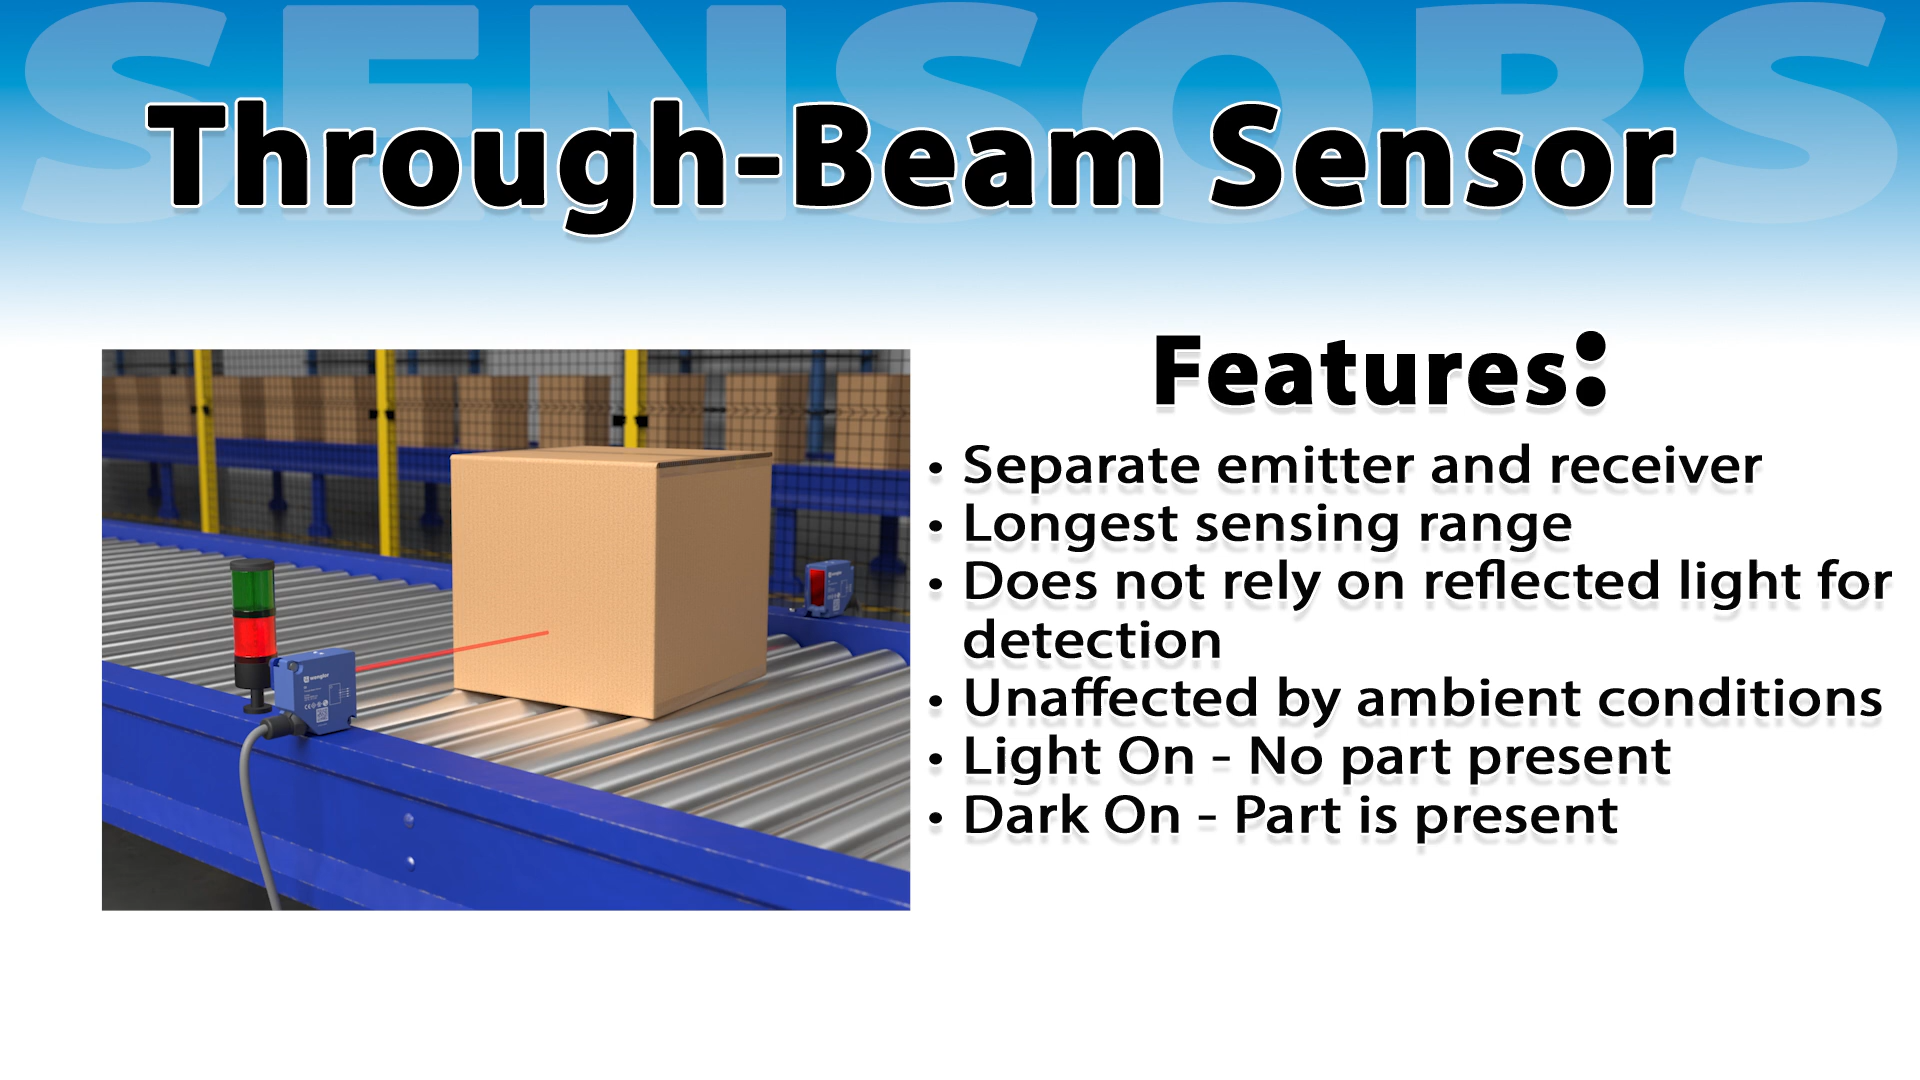 SENSORS
Through-Beam Sensor
Features:
• Separate emitter and receiver
• Longest sensing range
• Does not rely on reflected light for
detection
• Unaffected by ambient conditions
• Light On - No part present
• Dark On - Part is present
wenglor